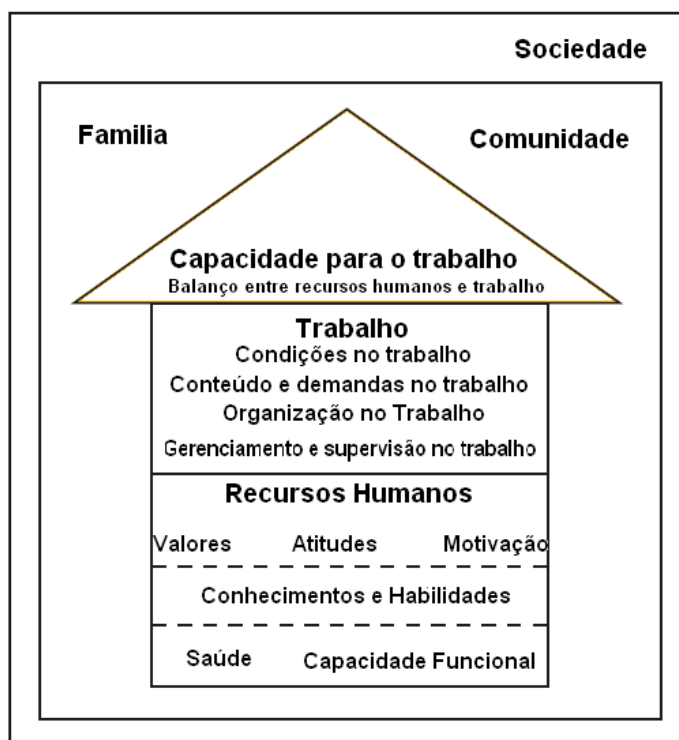 Sociedade
Familia
Comunidade
Capacidade para o trabalho
Balanço entre recursos humanos e trabalho
Trabalho
Condições no trabalho
Conteúdo e demandas no trabalho
Organização no Trabalho
Gerenciamento e supervisão no trabalho
Recursos Humanos
Valores Atitudes Motivação
Conhecimentos e Habilidades
Saúde Capacidade Funcional